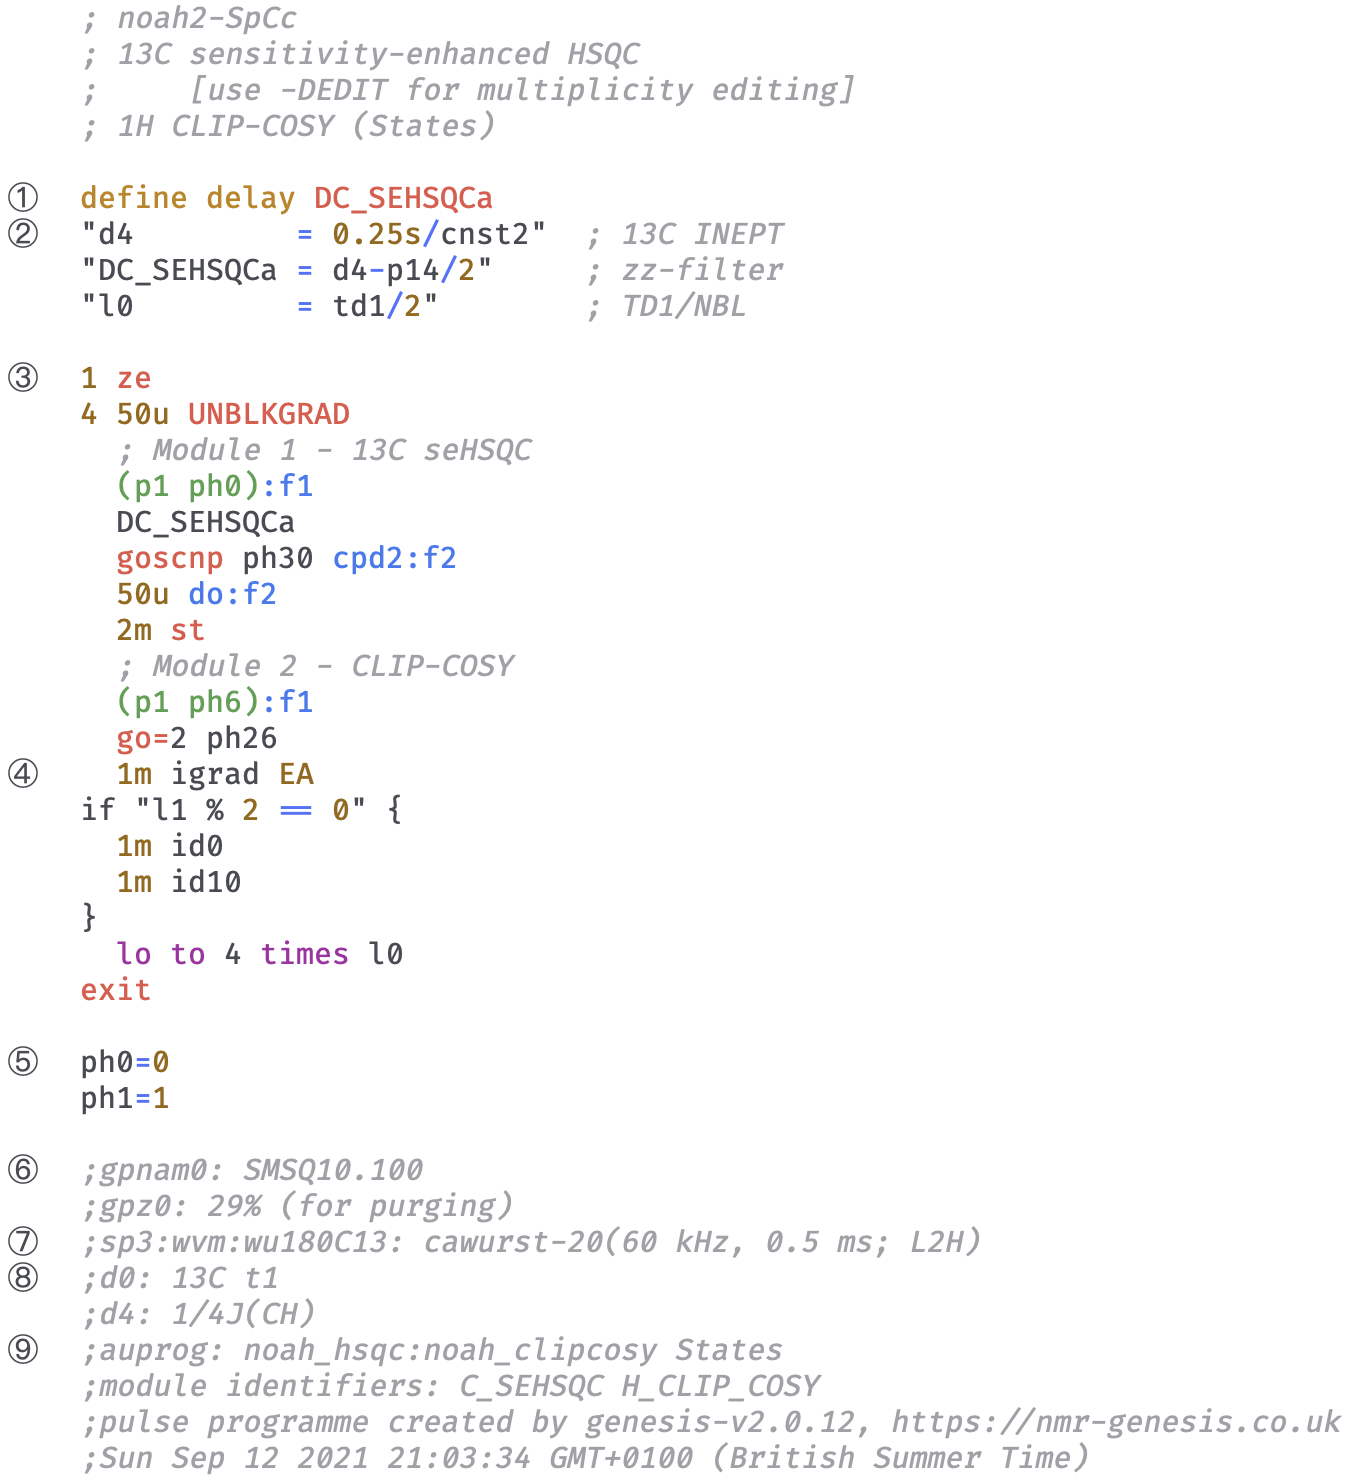 ; noah2-SpCc
; 13C sensitivity-enhanced HSQC
;     [use -DEDIT for multiplicity editing]
; 1H CLIP-COSY (States)
① define delay DC_SEHSQCa
② "d4         = 0.25s/cnst2"  ; 13C INEPT
"DC_SEHSQCa = d4-p14/2"     ; zz-filter
"l0         = td1/2"        ; TD1/NBL
③ 1 ze
4 50u UNBLKGRAD
; Module 1 - 13C seHSQC
(p1 ph0):f1
DC_SEHSQCa
goscnp ph30 cpd2:f2
50u do:f2
2m st
; Module 2 - CLIP-COSY
(p1 ph6):f1
go=2 ph26
④ 1m igrad EA
if "l1 % 2 == 0" {
1m id0
1m id10
}
lo to 4 times l0
exit
⑤ ph0=0
ph1=1
⑥ ;gpnam0: SMSQ10.100
;gpz0: 29% (for purging)
⑦ ;sp3:wvm:wu180C13: cawurst-20(60 kHz, 0.5 ms; L2H)
⑧ ;d0: 13C t1
;d4: 1/4J(CH)
⑨ ;auprog: noah_hsqc:noah_clipcosy States
;module identifiers: C_SEHSQC H_CLIP_COSY
;pulse programme created by genesis-v2.0.12, https://nmr-genesis.co.uk
;Sun Sep 12 2021 21:03:34 GMT+0100 (British Summer Time)